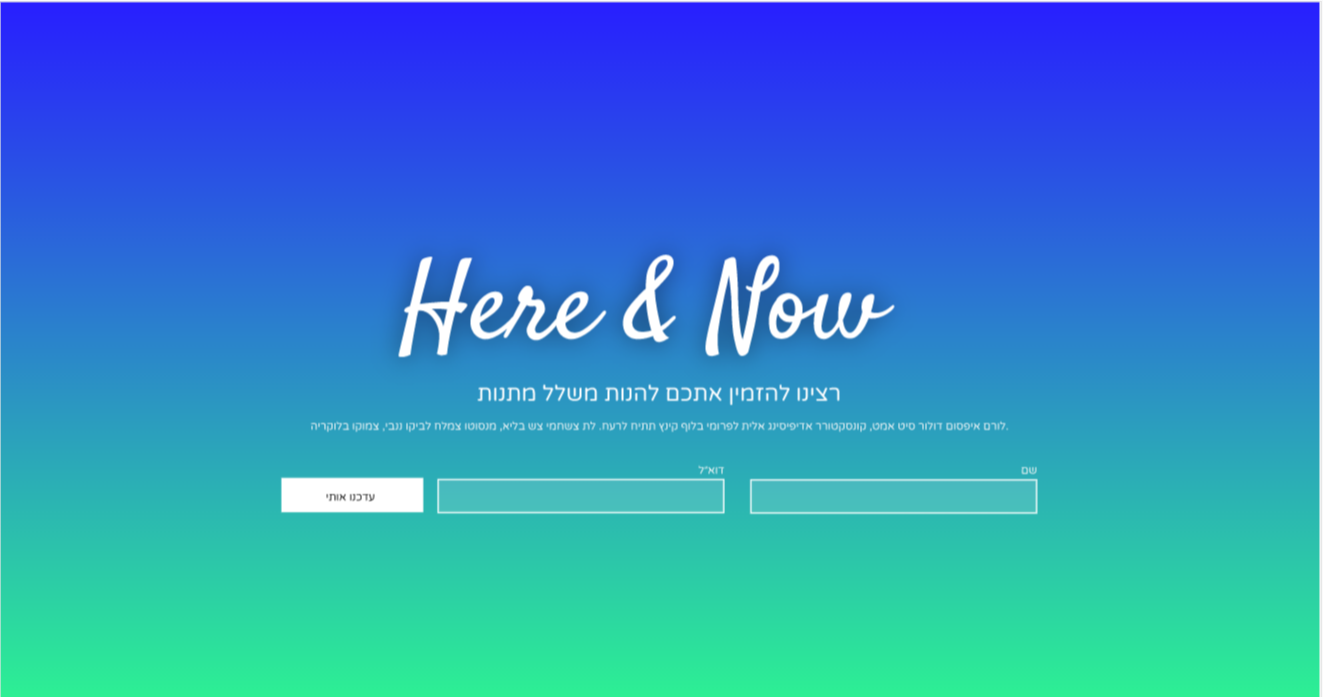 Here & Now
רצינו להזמין אתכם להנות משלל מתנות
לורם איפסום דולור סיט אמט, קונסקטורר אדיפיסינג אלית לפרומי בלוף קינץ תתיח לרעח. לת צשחמי צש בליא, מנסוטו צמלח לביקו ננבי, צמוקו בלוקריה.
שם
דוא"ל
עדכנו אותי